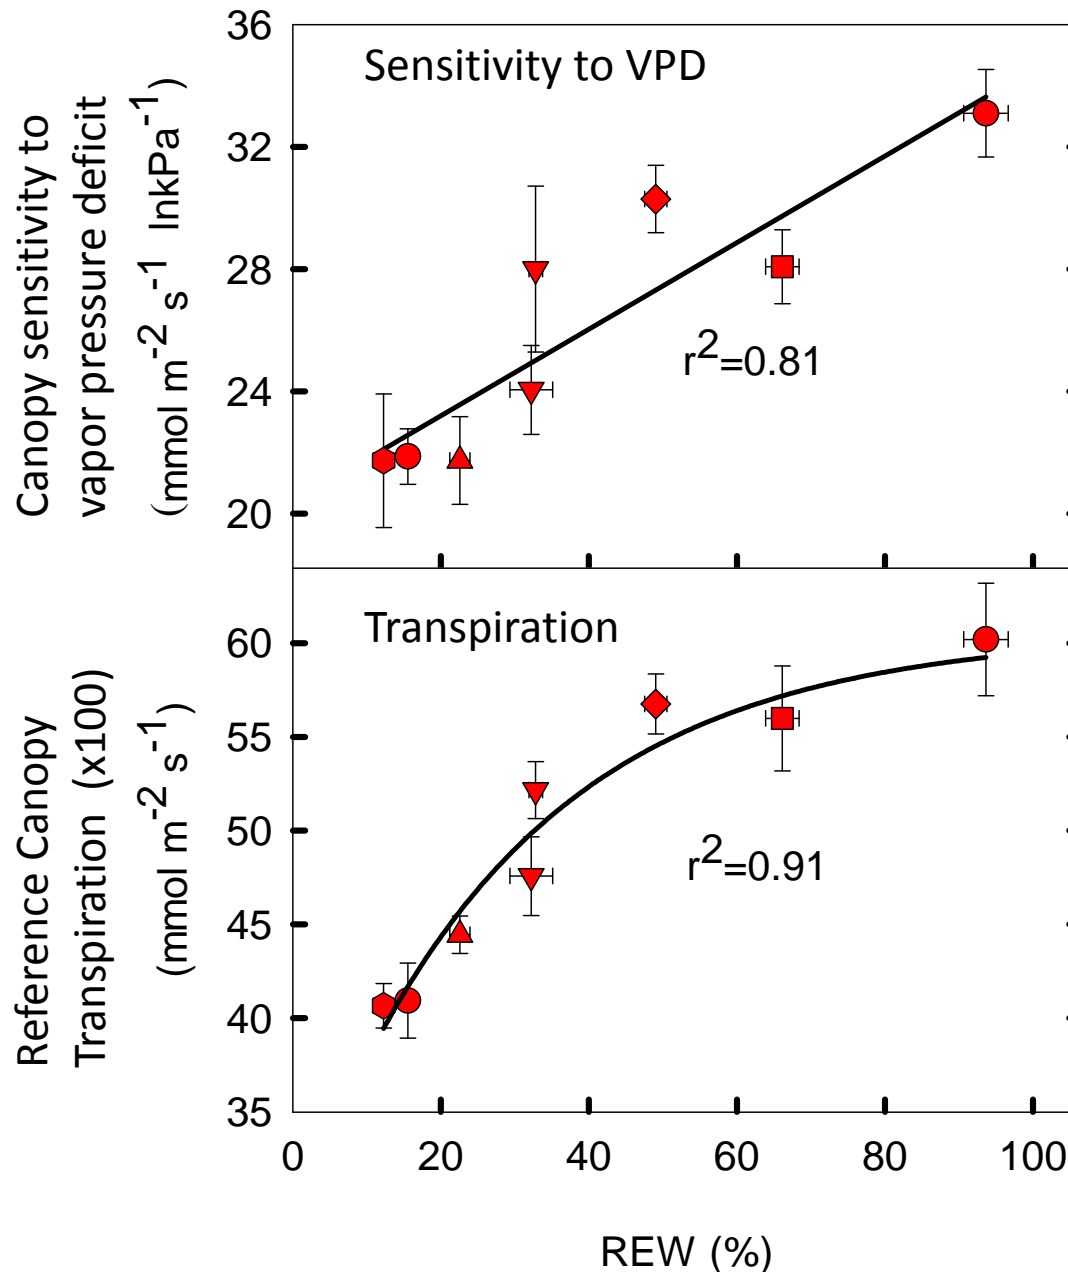 Canopy sensitivity to
vapor pressure deficit
(mmol m⁻² s⁻¹ lnkPa⁻¹)
36
32
28
24
20
Sensitivity to VPD
r²=0.81
Reference Canopy
Transpiration (x100)
(mmol m⁻² s⁻¹)
60
55
50
45
40
35
Transpiration
r²=0.91
0 20 40 60 80 100
REW (%)